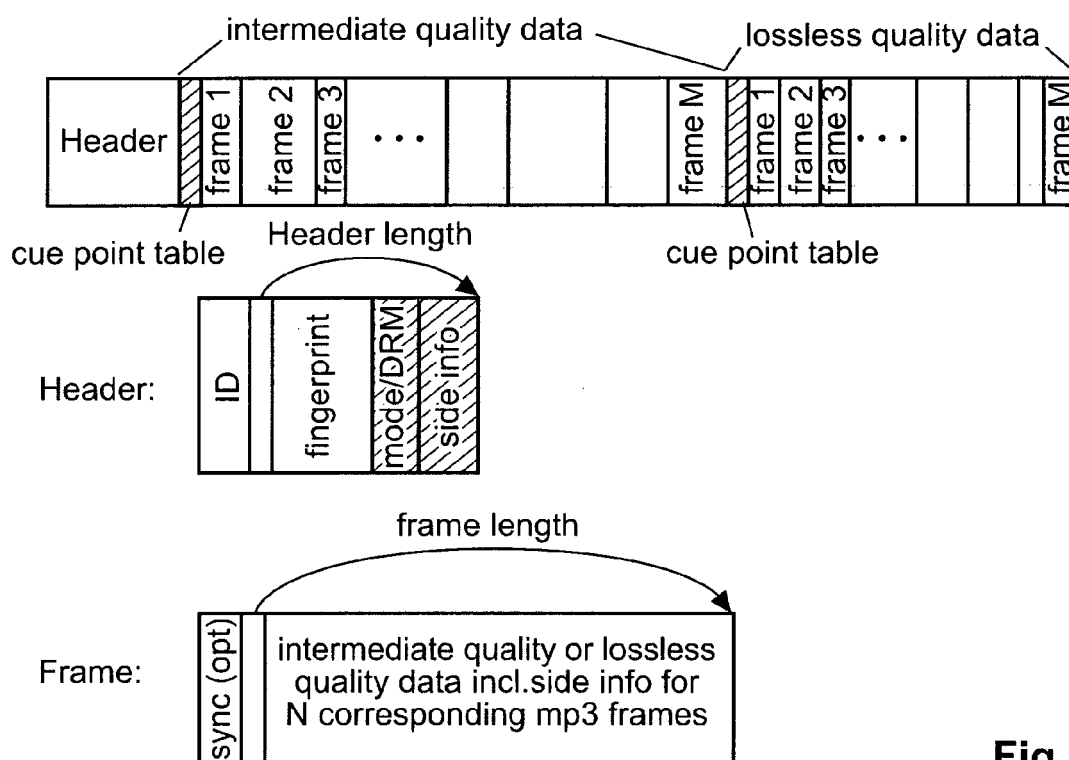 intermediate quality data
lossless quality data
Header
frame 1
frame 2
frame 3
• • •
frame M
frame 1
frame 2
frame 3
• • •
frame M
cue point table
cue point table
Header length
Header:
ID
fingerprint
mode/DRM
side info
frame length
Frame:
sync (opt)
intermediate quality or lossless
quality data incl.side info for
N corresponding mp3 frames
Fig